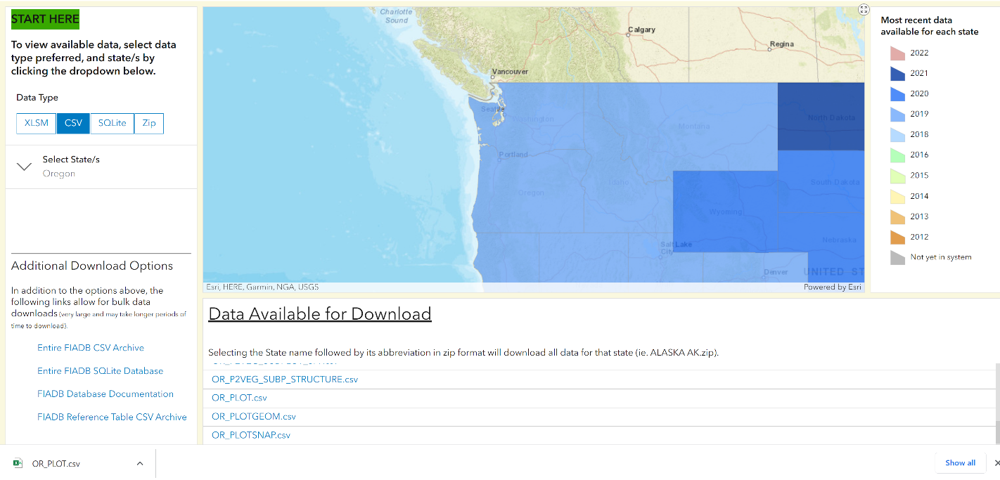 START HERE
To view available data, select data
type preferred, and state/s by
clicking the dropdown below.
Data Type
XLSM
CSV
SQLite
Zip
Select State/s
Oregon
Additional Download Options
In addition to the options above, the
following links allow for bulk data
downloads (very large and may take longer periods of
time to download).
Entire FIADB CSV Archive
Entire FIADB SQLite Database
FIADB Database Documentation
FIADB Reference Table CSV Archive
Charlotte
Sound
Calgary
Regina
Vancouver
Seattle
Washington
Montana
North Dakota
Portland
Oregon
Idaho
South Dakota
Wyoming
Nebraska
Salt Lake
City
Denver
UNITED ST
Esri, HERE, Garmin, NGA, USGS
Powered by Esri
Most recent data
available for each state
2022
2021
2020
2019
2018
2016
2015
2014
2013
2012
Not yet in system
Data Available for Download
Selecting the State name followed by its abbreviation in zip format will download all data for that state (ie. ALASKA AK.zip).
OR_P2VEG_SUBP_STRUCTURE.csv
OR_PLOT.csv
OR_PLOTGEOM.csv
OR_PLOTSNAP.csv
OR_PLOT.csv
Show all